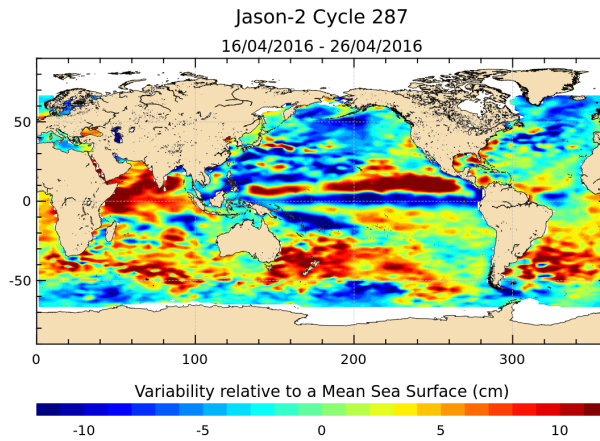 Jason-2 Cycle 287
16/04/2016 - 26/04/2016
50
0
-50
0 100 200 300
Variability relative to a Mean Sea Surface (cm)
-10 -5 0 5 10